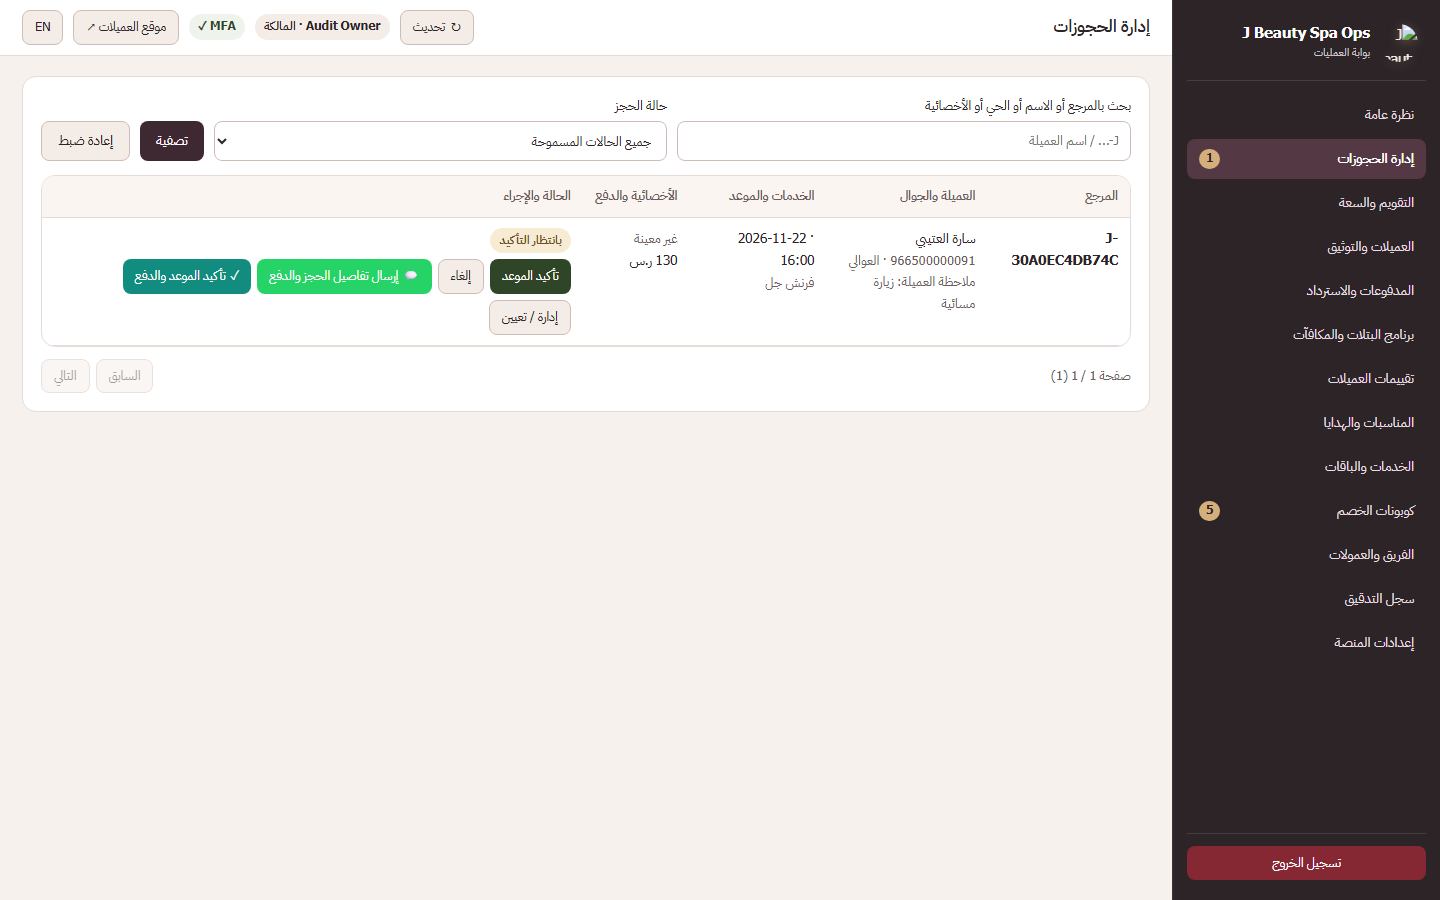 J Beauty Spa Ops
بوابة العمليات
نظرة عامة
إدارة الحجوزات 1
التقويم والسعة
العميلات والتوثيق
المدفوعات والاسترداد
برنامج البتلات والمكافآت
تقييمات العميلات
المناسبات والهدايا
الخدمات والباقات
كوبونات الخصم 5
الفريق والعمولات
سجل التدقيق
إعدادات المنصة
تسجيل الخروج
إدارة الحجوزات
↻ تحديث
Audit Owner · المالكة
MFA ✓
موقع العميلات ↗
EN
بحث بالمرجع أو الاسم أو الحي أو الأخصائية
J-... / اسم العميلة
حالة الحجز
جميع الحالات المسموحة
تصفية
إعادة ضبط
المرجع
العميلة والجوال
الخدمات والموعد
الأخصائية والدفع
الحالة والإجراء
J-
30A0EC4DB74C
سارة العتيبي
966500000091 · العوالي
ملاحظة العميلة: زيارة
مسائية
2026-11-22 ·
16:00
فرنش جل
غير معينة
130 ر.س
بانتظار التأكيد
تأكيد الموعد
إلغاء
إرسال تفاصيل الحجز والدفع
✓ تأكيد الموعد والدفع
إدارة / تعيين
صفحة 1 / 1 (1)
السابق
التالي